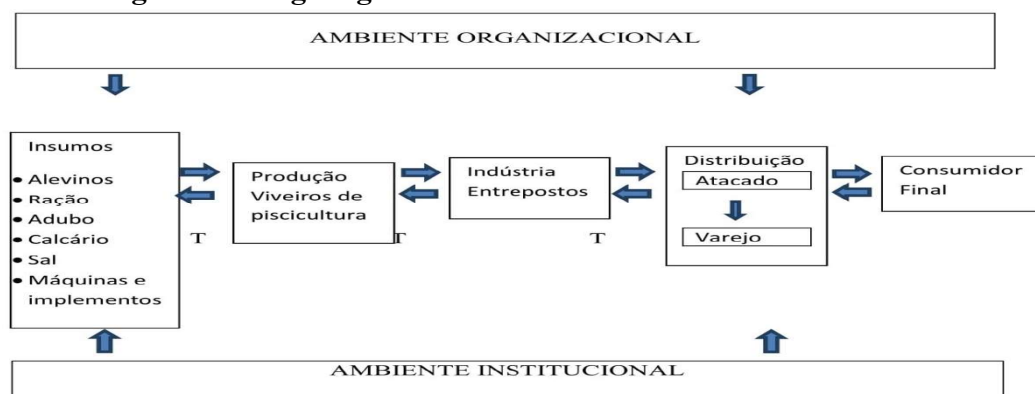 AMBIENTE ORGANIZACIONAL
Insumos
• Alevinos
• Ração
• Adubo
• Calcário
• Sal
• Máquinas e
implementos
T
Produção
Viveiros de
piscicultura
T
Indústria
Entrepostos
T
Distribuição
Atacado
Varejo
Consumidor
Final
AMBIENTE INSTITUCIONAL